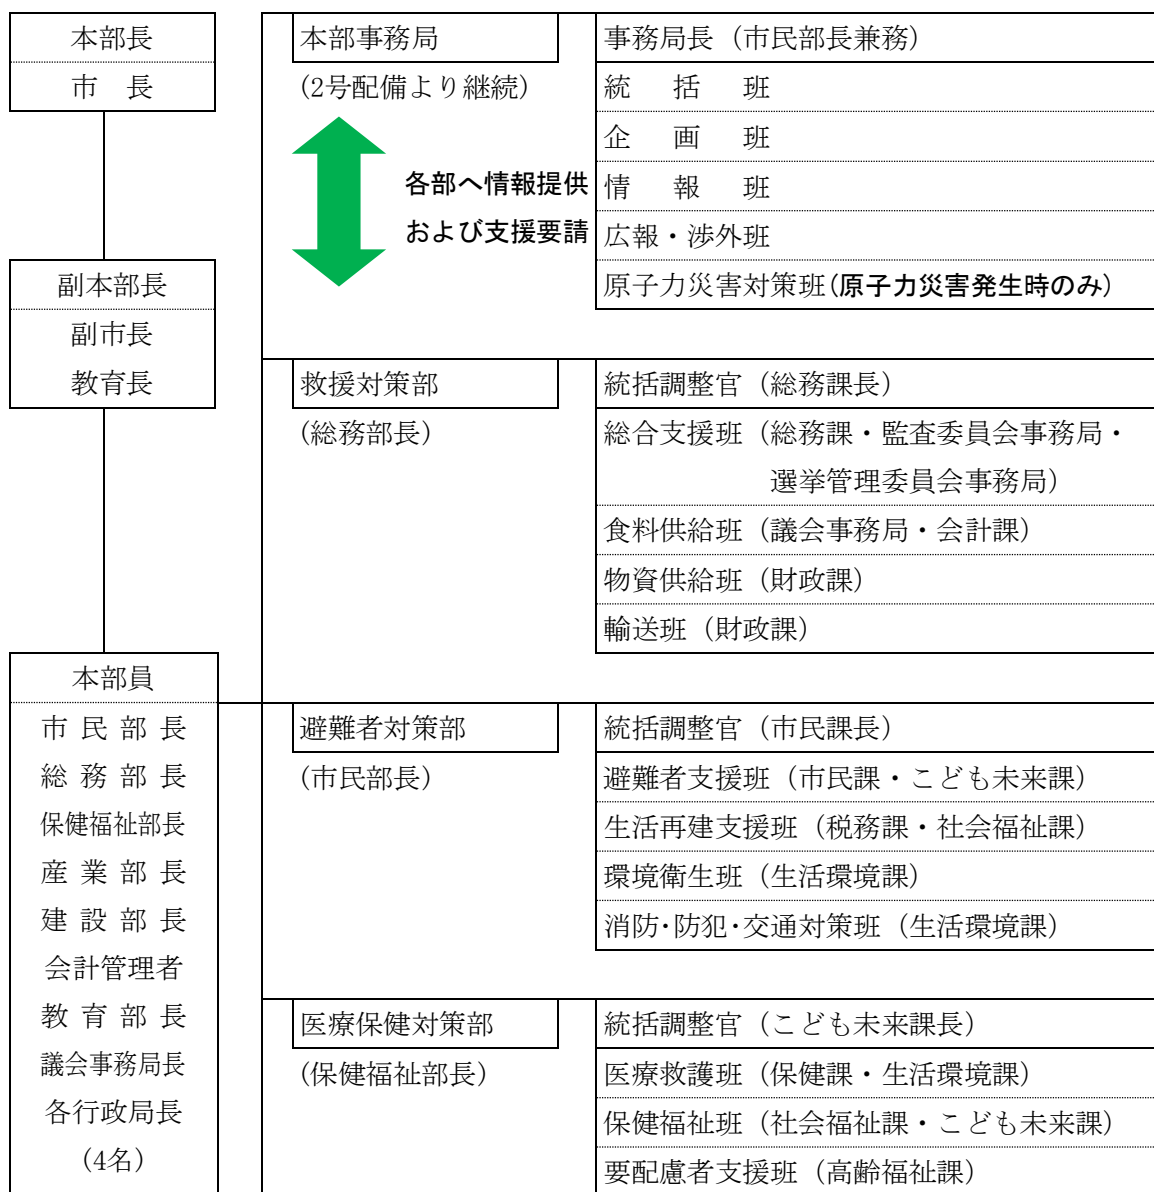 本部長
市　長
副本部長
副市長
教育長
本部員
市民部長
総務部長
保健福祉部長
産業部長
建設部長
会計管理者
教育部長
議会事務局長
各行政局長
(4名)
本部事務局
(2号配備より継続)
各部へ情報提供
および支援要請
事務局長（市民部長兼務）
統　括　班
企　画　班
情　報　班
広報・渉外班
原子力災害対策班(原子力災害発生時のみ)
救援対策部
(総務部長)
統括調整官（総務課長）
総合支援班（総務課・監査委員会事務局・
選挙管理委員会事務局）
食料供給班（議会事務局・会計課）
物資供給班（財政課）
輸送班（財政課）
避難者対策部
(市民部長)
統括調整官（市民課長）
避難者支援班（市民課・こども未来課）
生活再建支援班（税務課・社会福祉課）
環境衛生班（生活環境課）
消防・防犯・交通対策班（生活環境課）
医療保健対策部
(保健福祉部長)
統括調整官（こども未来課長）
医療救護班（保健課・生活環境課）
保健福祉班（社会福祉課・こども未来課）
要配慮者支援班（高齢福祉課）